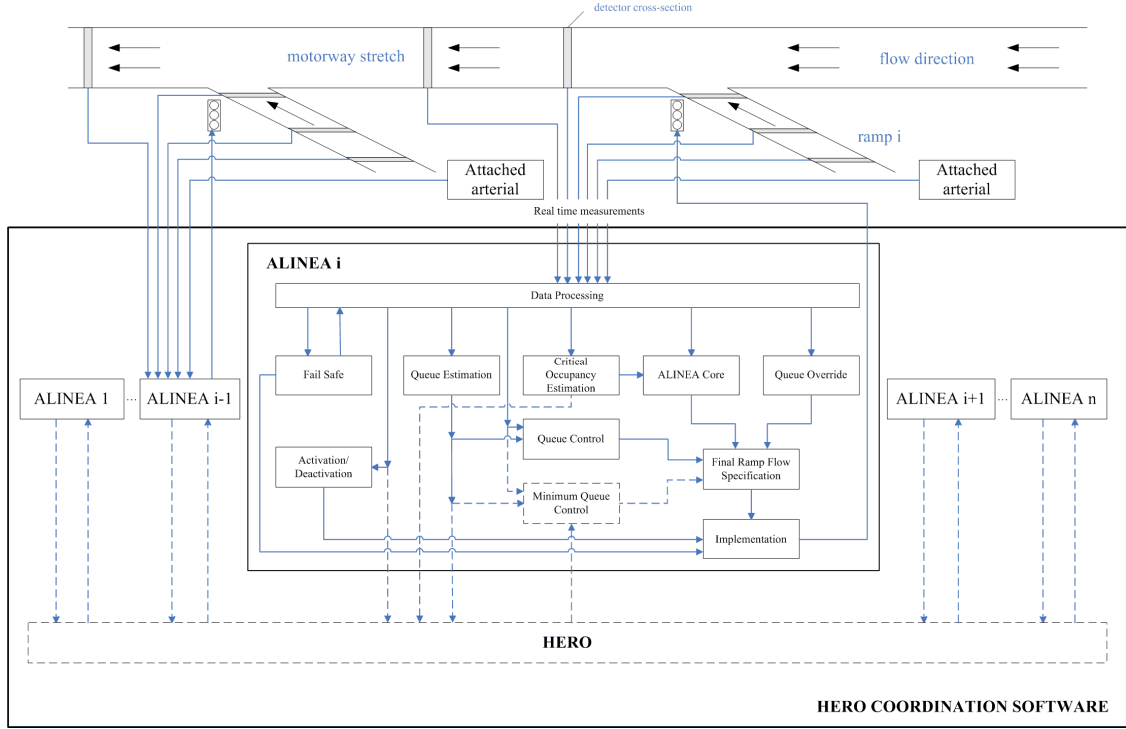 detector cross-section
motorway stretch
flow direction
ramp i
Attached
arterial
Attached
arterial
Real time measurements
ALINEA i
Data Processing
Fail Safe
Queue Estimation
Critical
Occupancy
Estimation
ALINEA Core
Queue Override
ALINEA 1
...
ALINEA i-1
ALINEA i+1
...
ALINEA n
Queue Control
Activation/
Deactivation
Final Ramp Flow
Specification
Minimum Queue
Control
Implementation
HERO
HERO COORDINATION SOFTWARE